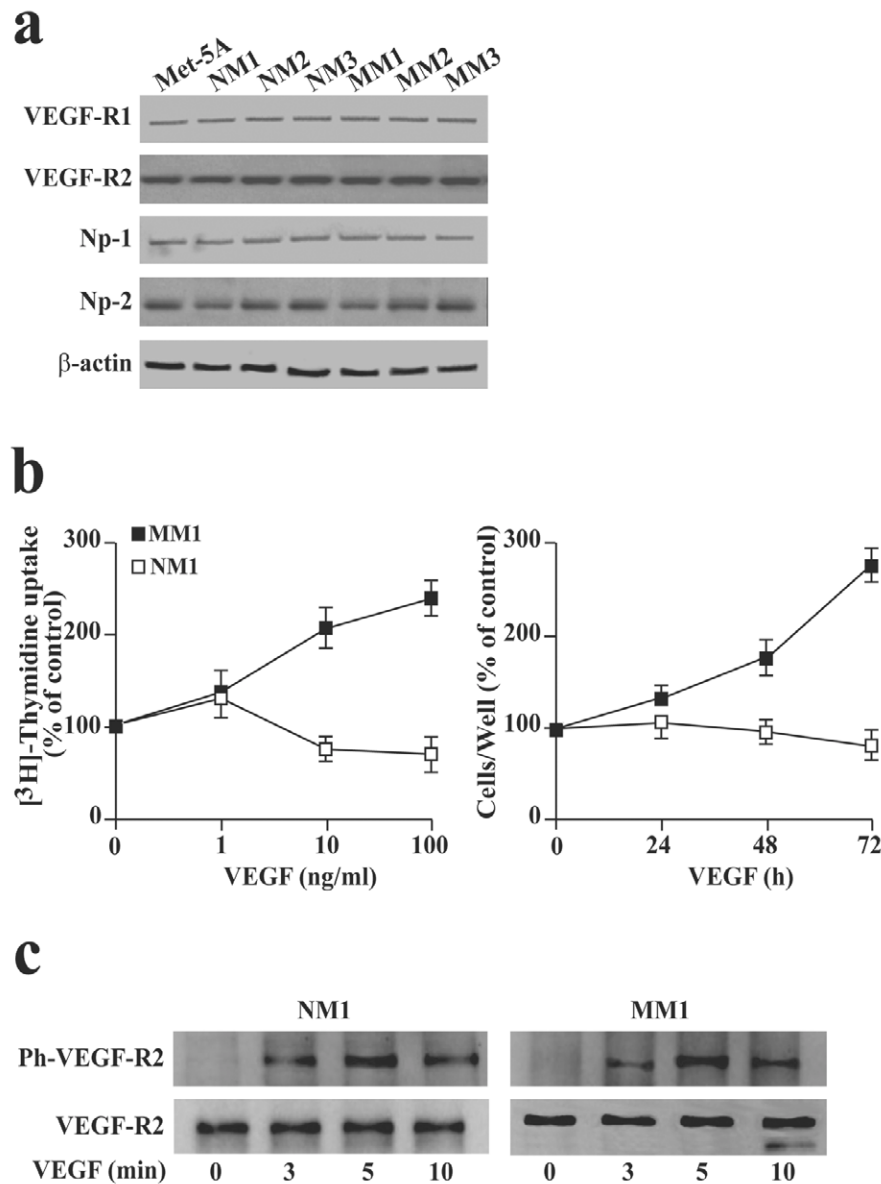 a
Met-5A NM1 NM2 NM3 MM1 MM2 MM3
VEGF-R1
VEGF-R2
Np-1
Np-2
β-actin
b
[3H]-Thymidine uptake
(% of control)
300
200
100
0
MM1
NM1
0 1 10 100
VEGF (ng/ml)
Cells/Well (% of control)
300
200
100
0
0 24 48 72
VEGF (h)
c
NM1 MM1
Ph-VEGF-R2
VEGF-R2
VEGF (min) 0 3 5 10 0 3 5 10